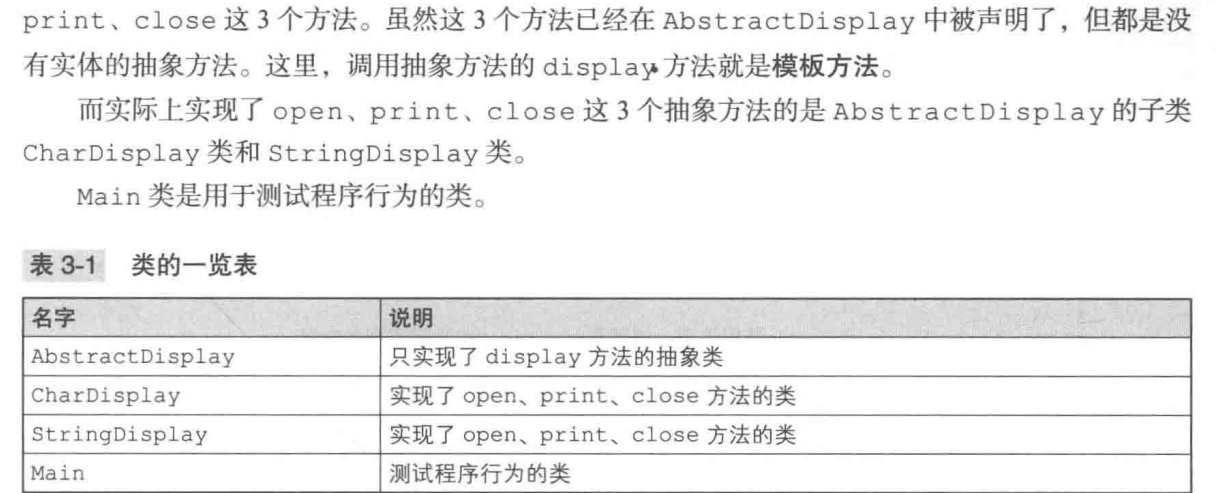 print、close 这 3 个方法。虽然这 3 个方法已经在 AbstractDisplay 中被声明了，但都是没
有实体的抽象方法。这里，调用抽象方法的 display 方法就是模板方法。
而实际上实现了 open、print、close 这 3 个抽象方法的是 AbstractDisplay 的子类
CharDisplay 类和 StringDisplay 类。
Main 类是用于测试程序行为的类。
表 3-1 类的一览表
名字 说明
AbstractDisplay 只实现了 display 方法的抽象类
CharDisplay 实现了 open、print、close 方法的类
StringDisplay 实现了 open、print、close 方法的类
Main 测试程序行为的类